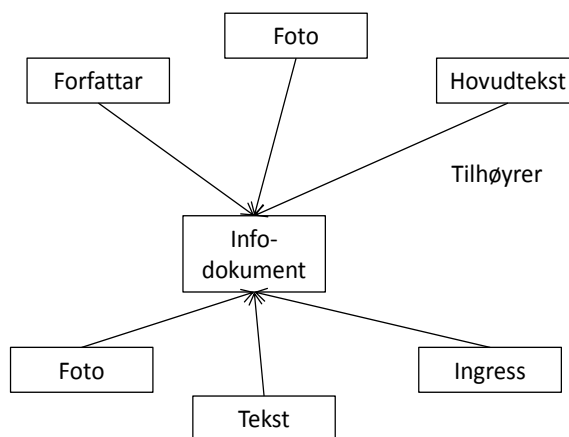 Foto
Forfattar
Hovudtekst
Tilhøyrer
Info-
dokument
Foto
Ingress
Tekst